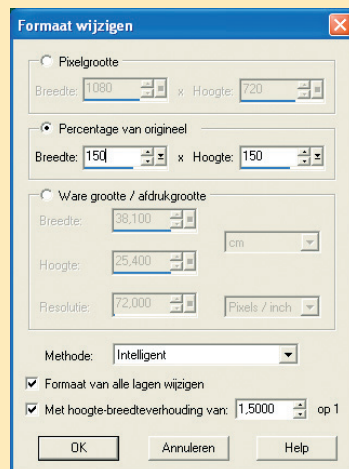 Formaat wijzigen
Pixelgrootte
Breedte: 1080 x Hoogte: 720
Percentage van origineel
Breedte: 150 x Hoogte: 150
Ware grootte / afdrukgrootte
Breedte: 38,100
cm
Hoogte: 25,400
Resolutie: 72,000 Pixels / inch
Methode: Intelligent
Formaat van alle lagen wijzigen
Met hoogte-breedteverhouding van: 1,5000 op 1
OK Annuleren Help